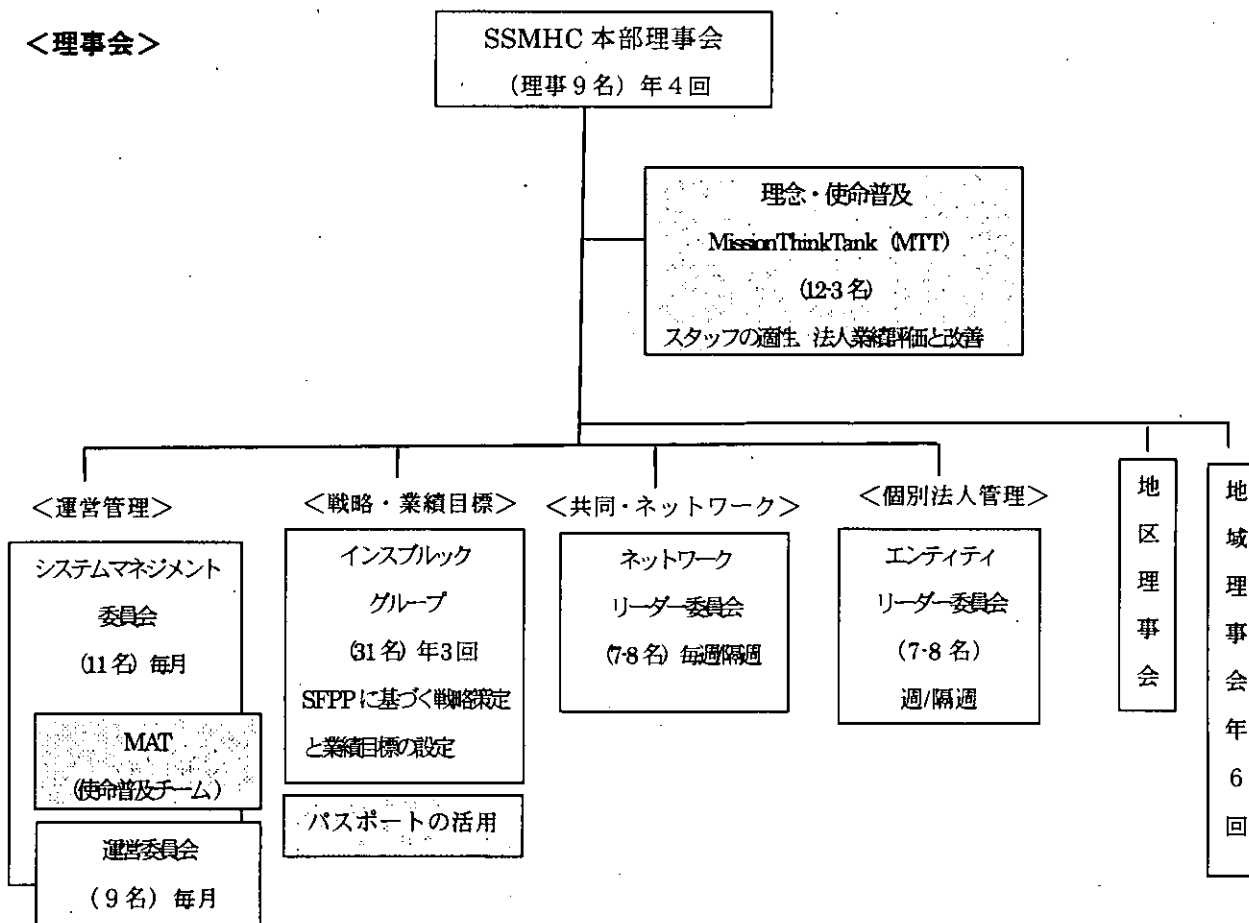 ＜理事会＞
SSMHC 本部理事会
（理事 9 名）年 4 回
理念・使命普及
MissionThinkTank (MTT)
(12-3 名)
スタッフの適性 法人業績評価と改善
＜運営管理＞
システムマネジメント
委員会
(11 名) 毎月
MAT
(使命普及チーム)
運営委員会
（9 名）毎月
＜戦略・業績目標＞
インスブルック
グループ
(31 名) 年 3 回
SFPP に基づく戦略策定
と業績目標の設定
パスポートの活用
＜共同・ネットワーク＞
ネットワーク
リーダー委員会
(7-8 名) 毎週/隔週
＜個別法人管理＞
エンティティ
リーダー委員会
(7-8 名)
週/隔週
地区理事会
地域理事会年6回